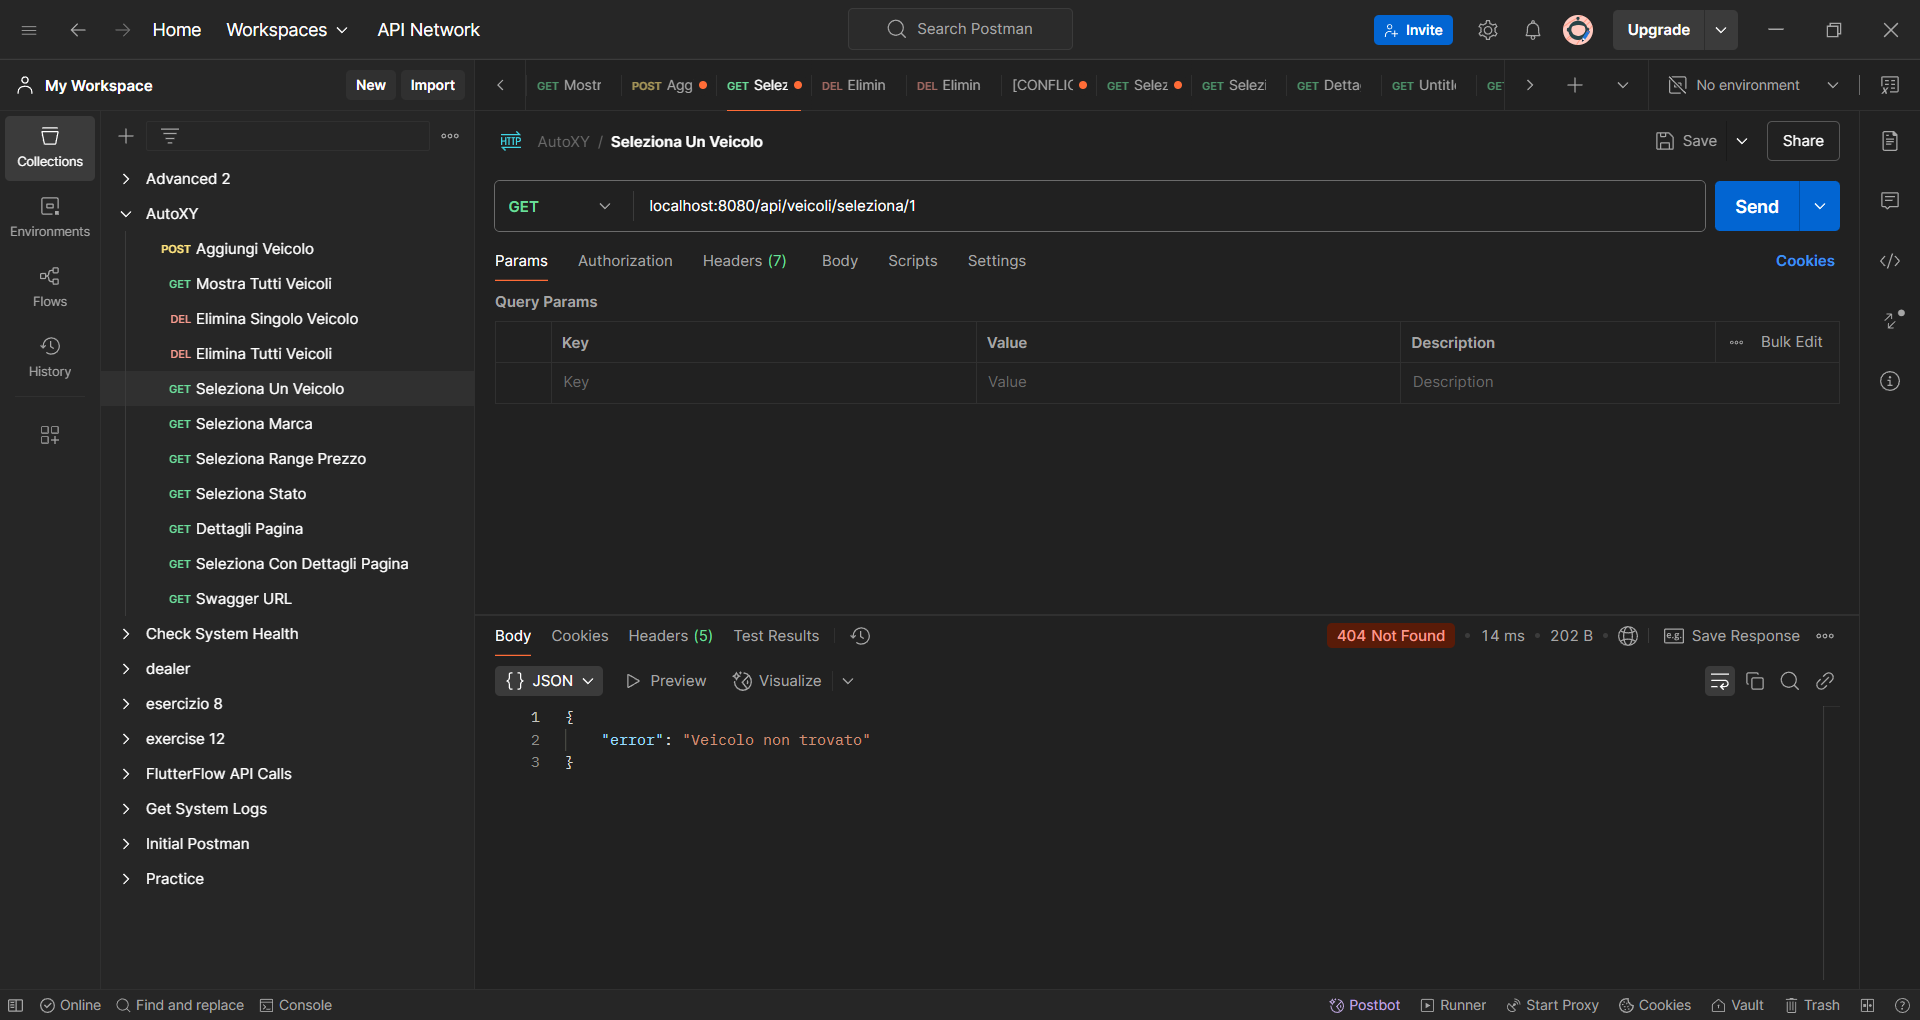 Home Workspaces API Network Search Postman Invite Upgrade
My Workspace New Import GET Mostr POST Agg GET Selez DEL Elimin DEL Elimin [CONFLIC GET Selez GET Selezi GET Detta GET Untitl GE No environment
Collections
Environments
Flows
History
Advanced 2
AutoXY
POST Aggiungi Veicolo
GET Mostra Tutti Veicoli
DEL Elimina Singolo Veicolo
DEL Elimina Tutti Veicoli
GET Seleziona Un Veicolo
GET Seleziona Marca
GET Seleziona Range Prezzo
GET Seleziona Stato
GET Dettagli Pagina
GET Seleziona Con Dettagli Pagina
GET Swagger URL
Check System Health
dealer
esercizio 8
exercise 12
FlutterFlow API Calls
Get System Logs
Initial Postman
Practice
HTTP AutoXY / Seleziona Un Veicolo Save Share
GET localhost:8080/api/veicoli/seleziona/1 Send
Params Authorization Headers (7) Body Scripts Settings Cookies
Query Params
Key Value Description Bulk Edit
Key Value Description
Body Cookies Headers (5) Test Results 404 Not Found 14 ms 202 B e.g. Save Response
{} JSON Preview Visualize
1 {
2 "error": "Veicolo non trovato"
3 }
Online Find and replace Console Postbot Runner Start Proxy Cookies Vault Trash